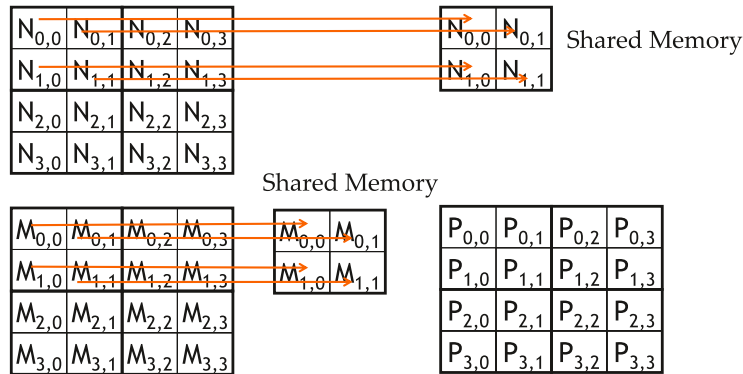 N0,0 N0,1 N0,2 N0,3 N0,0 N0,1
Shared Memory
N1,0 N1,1 N1,2 N1,3 N1,0 N1,1
N2,0 N2,1 N2,2 N2,3
N3,0 N3,1 N3,2 N3,3
Shared Memory
M0,0 M0,1 M0,2 M0,3 M0,0 M0,1 P0,0 P0,1 P0,2 P0,3
M1,0 M1,1 M1,2 M1,3 M1,0 M1,1 P1,0 P1,1 P1,2 P1,3
M2,0 M2,1 M2,2 M2,3 P2,0 P2,1 P2,2 P2,3
M3,0 M3,1 M3,2 M3,3 P3,0 P3,1 P3,2 P3,3